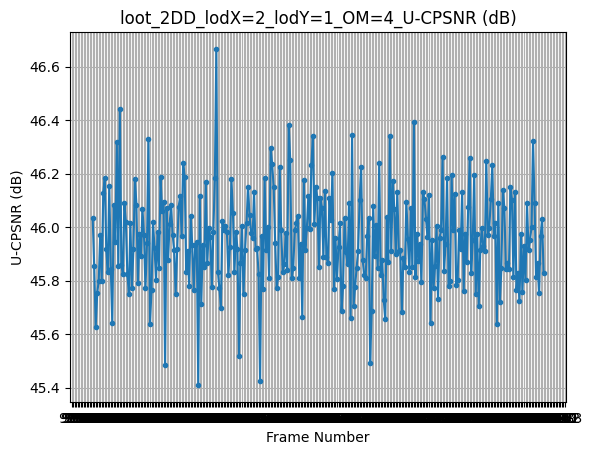 loot_2DD_lodX=2_lodY=1_OM=4_U-CPSNR (dB)
46.6
46.4
46.2
46.0
45.8
45.6
45.4
U-CPSNR (dB)
Frame Number